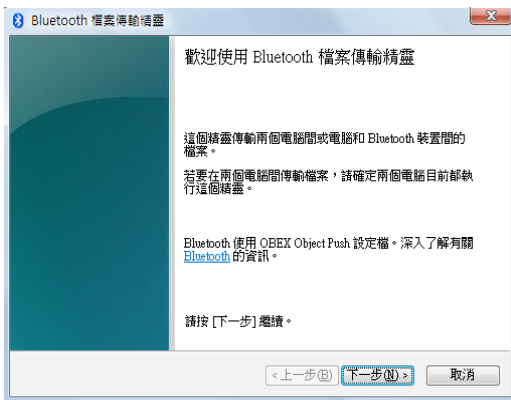 Bluetooth 檔案傳輸精靈
歡迎使用 Bluetooth 檔案傳輸精靈
這個精靈傳輸兩個電腦間或電腦和 Bluetooth 裝置間的
檔案。
若要在兩個電腦間傳輸檔案，請確定兩個電腦目前都執
行這個精靈。
Bluetooth 使用 OBEX Object Push 設定檔。深入了解有關
Bluetooth 的資訊。
請按 [下一步] 繼續。
<上一步(B) 下一步(N)> 取消